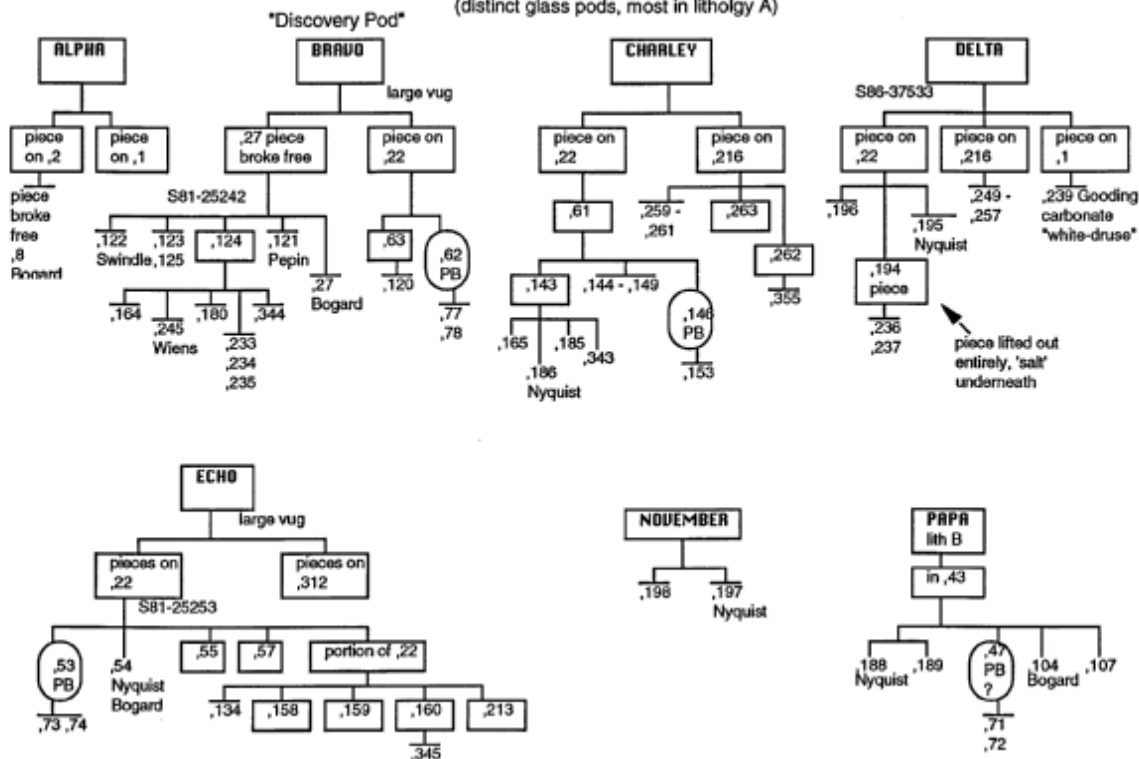 (distinct glass pods, most in litholgy A)
"Discovery Pod"
ALPHA
BRAVO
CHARLEY
DELTA
large vug
S86-37533
piece
on ,2
piece
on ,1
,27 piece
broke free
piece on
,22
piece on
,22
piece on
,216
piece on
,22
piece on
,216
piece on
,1
piece
broke
free
,8
Bogard
S81-25242
,122
Swindle
,123
,125
,124
,121
Pepin
,27
Bogard
,164
,245
Wiens
,180
,233
,234
,235
,344
,63
,120
,62
PB
,77
,78
,61
,259 -
,261
,263
,262
,355
,143
,144 - ,149
,146
PB
,153
,165
,186
Nyquist
,185
,343
,196
,195
Nyquist
,194
piece
,236
,237
,249 -
,257
,239 Gooding
carbonate
"white-druse"
piece lifted out
entirely, 'salt'
underneath
ECHO
large vug
pieces on
,22
pieces on
,312
S81-25253
,53
PB
,73 ,74
,54
Nyquist
Bogard
,55
,57
portion of ,22
,134
,158
,159
,160
,345
,213
NOVEMBER
,198
,197
Nyquist
PAPA
lith B
in ,43
,188
Nyquist
,189
,47
PB
?
,71
,72
,104
Bogard
,107